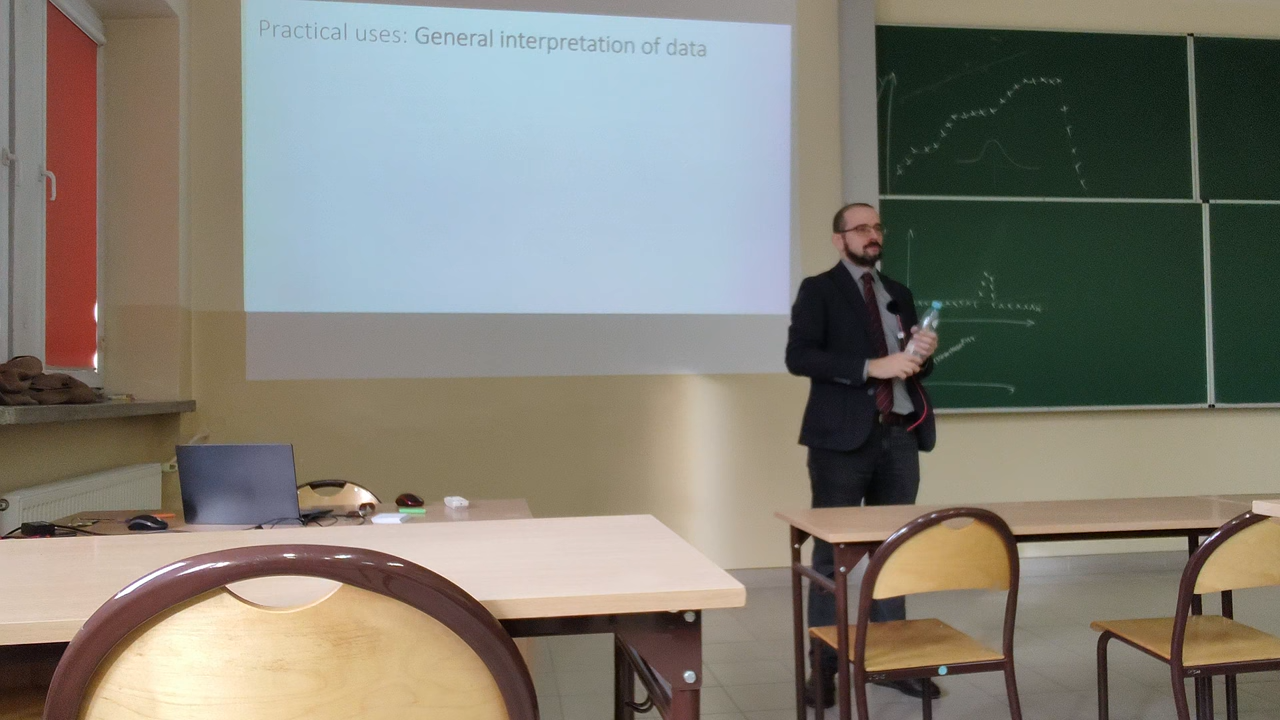 Practical uses: General interpretation of data